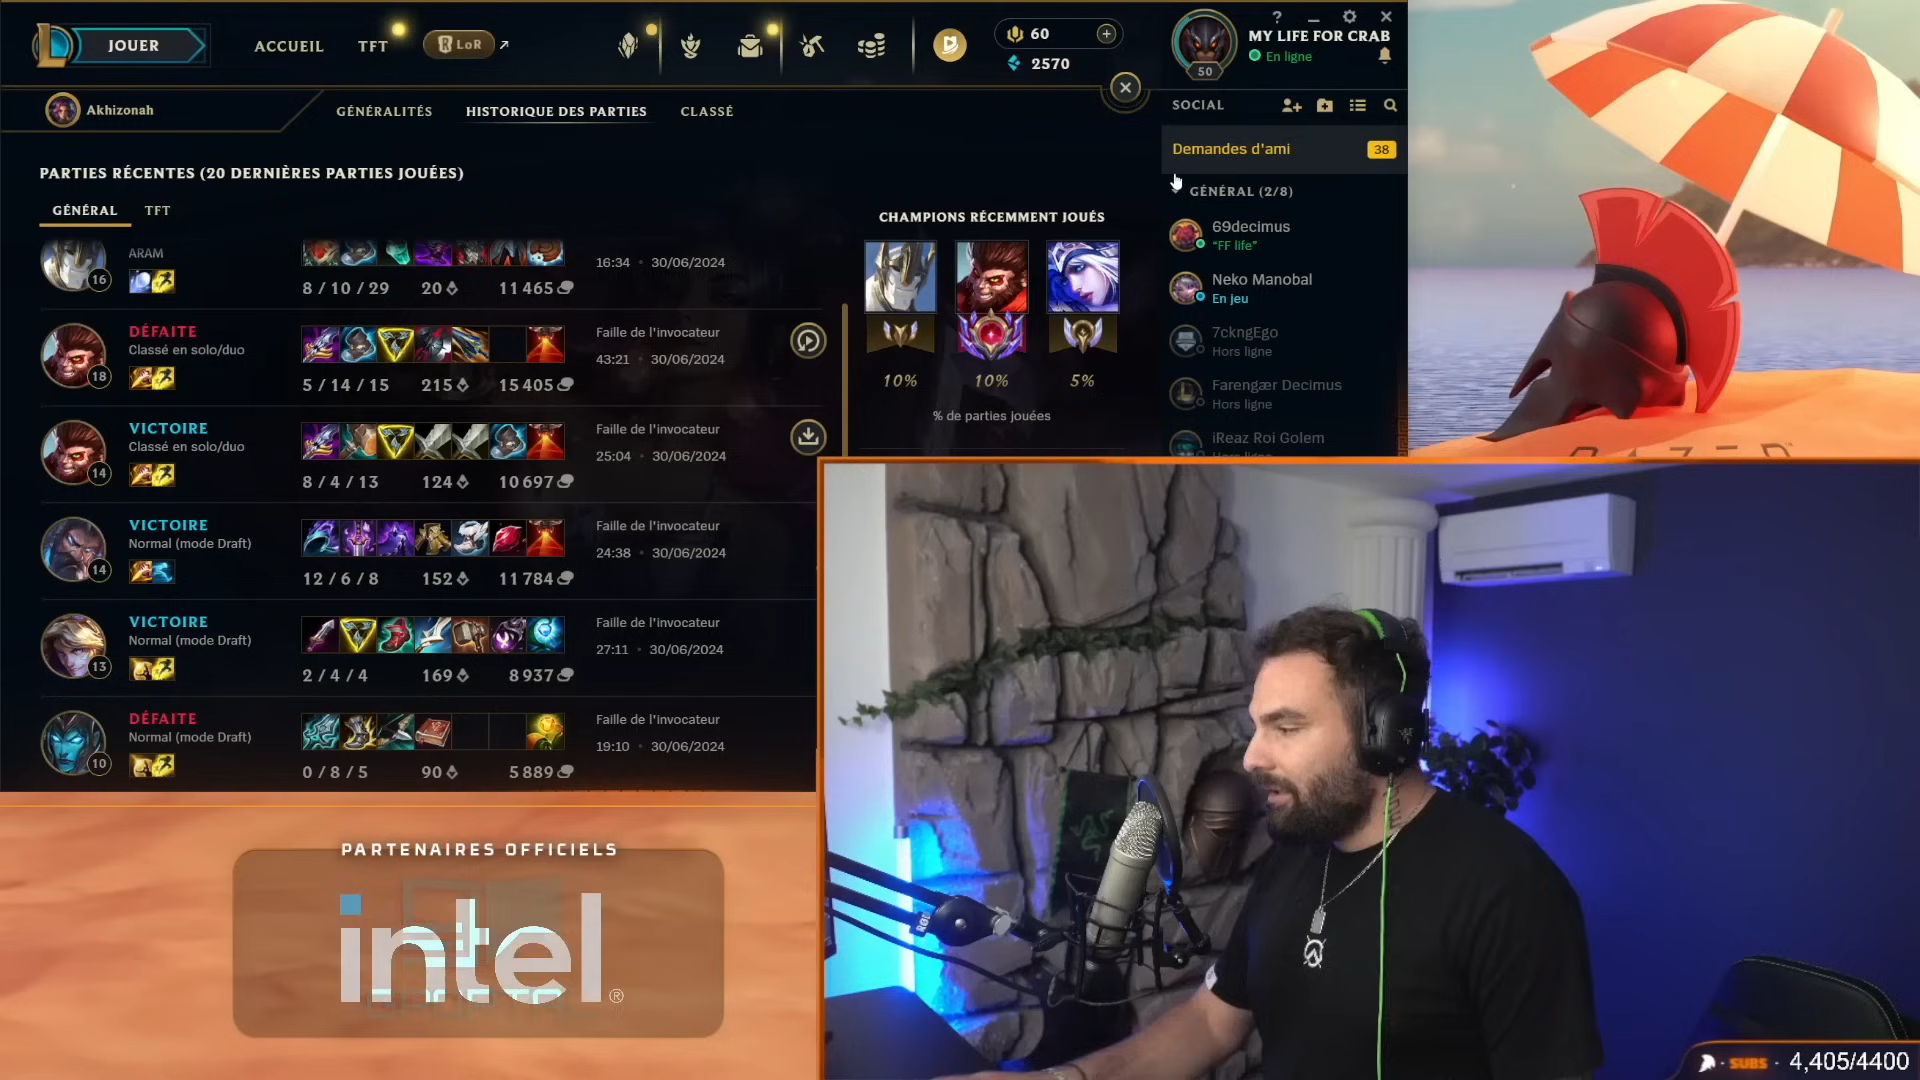 JOUER
ACCUEIL
TFT
LoR
60
2570
50
?
MY LIFE FOR CRAB
En ligne
Akhizonah
GÉNÉRALITÉS
HISTORIQUE DES PARTIES
CLASSÉ
SOCIAL
Demandes d'ami
38
GÉNÉRAL (2/8)
69decimus
"FF life"
Neko Manobal
En jeu
7ckngEgo
Hors ligne
Farengær Decimus
Hors ligne
iReaz Roi Golem
Hors ligne
PARTIES RÉCENTES (20 DERNIÈRES PARTIES JOUÉES)
GÉNÉRAL
TFT
16
ARAM
8 / 10 / 29
20
11 465
16:34 • 30/06/2024
18
DÉFAITE
Classé en solo/duo
5 / 14 / 15
215
15 405
Faille de l'invocateur
43:21 • 30/06/2024
14
VICTOIRE
Classé en solo/duo
8 / 4 / 13
124
10 697
Faille de l'invocateur
25:04 • 30/06/2024
14
VICTOIRE
Normal (mode Draft)
12 / 6 / 8
152
11 784
Faille de l'invocateur
24:38 • 30/06/2024
13
VICTOIRE
Normal (mode Draft)
2 / 4 / 4
169
8 937
Faille de l'invocateur
27:11 • 30/06/2024
10
DÉFAITE
Normal (mode Draft)
0 / 8 / 5
90
5 889
Faille de l'invocateur
19:10 • 30/06/2024
CHAMPIONS RÉCEMMENT JOUÉS
10%
10%
5%
% de parties jouées
PARTENAIRES OFFICIELS
intel®
RØDE
SUBS - 4,405/4400